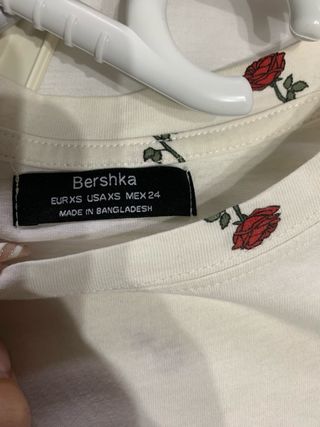 Bershka
EUR XS USA XS MEX 24
MADE IN BANGLADESH